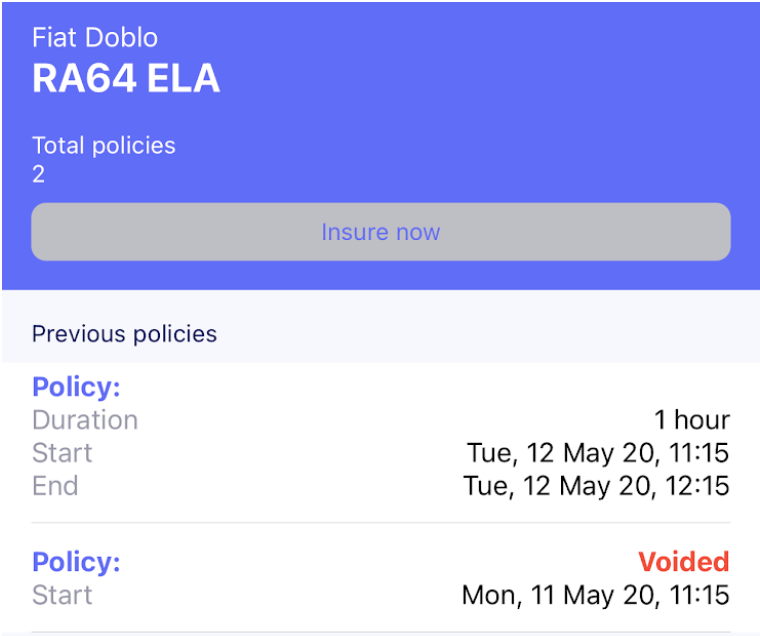 Fiat Doblo
RA64 ELA
Total policies
2
Insure now
Previous policies
Policy:
Duration 1 hour
Start Tue, 12 May 20, 11:15
End Tue, 12 May 20, 12:15
Policy: Voided
Start Mon, 11 May 20, 11:15